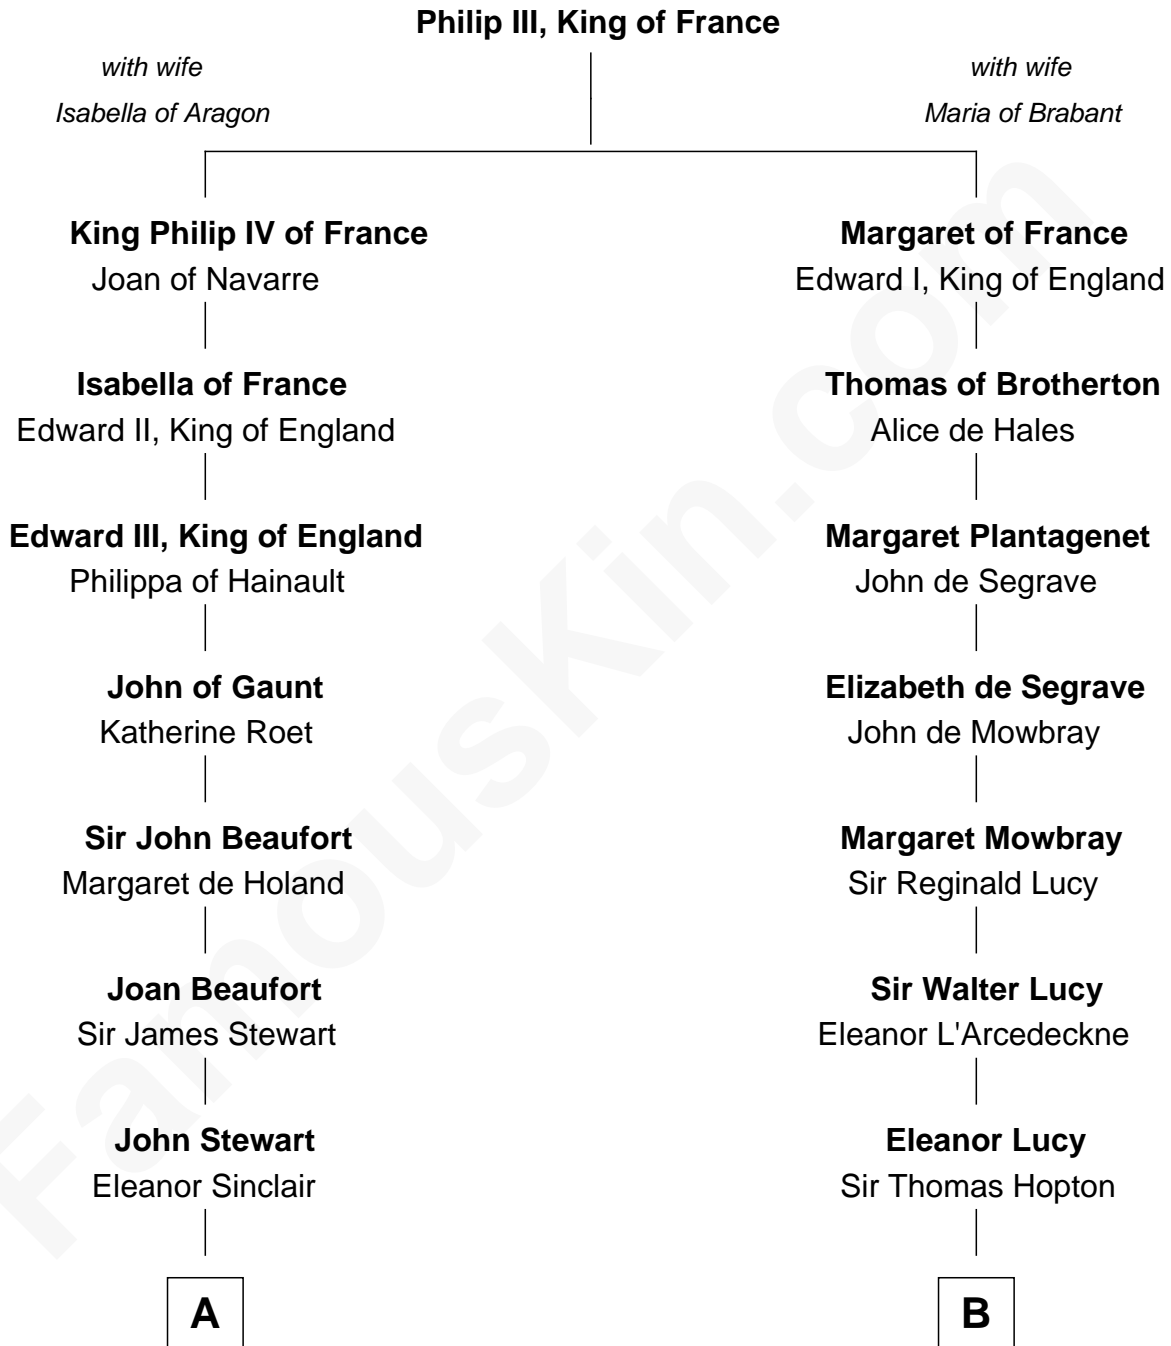 Philip III, King of France
with wife
Isabella of Aragon
with wife
Maria of Brabant
King Philip IV of France
Joan of Navarre
Margaret of France
Edward I, King of England
Isabella of France
Edward II, King of England
Thomas of Brotherton
Alice de Hales
Edward III, King of England
Philippa of Hainault
Margaret Plantagenet
John de Segrave
John of Gaunt
Katherine Roet
Elizabeth de Segrave
John de Mowbray
Sir John Beaufort
Margaret de Holand
Margaret Mowbray
Sir Reginald Lucy
Joan Beaufort
Sir James Stewart
Sir Walter Lucy
Eleanor L'Arcedeckne
John Stewart
Eleanor Sinclair
Eleanor Lucy
Sir Thomas Hopton
A
B
FamousKin.com